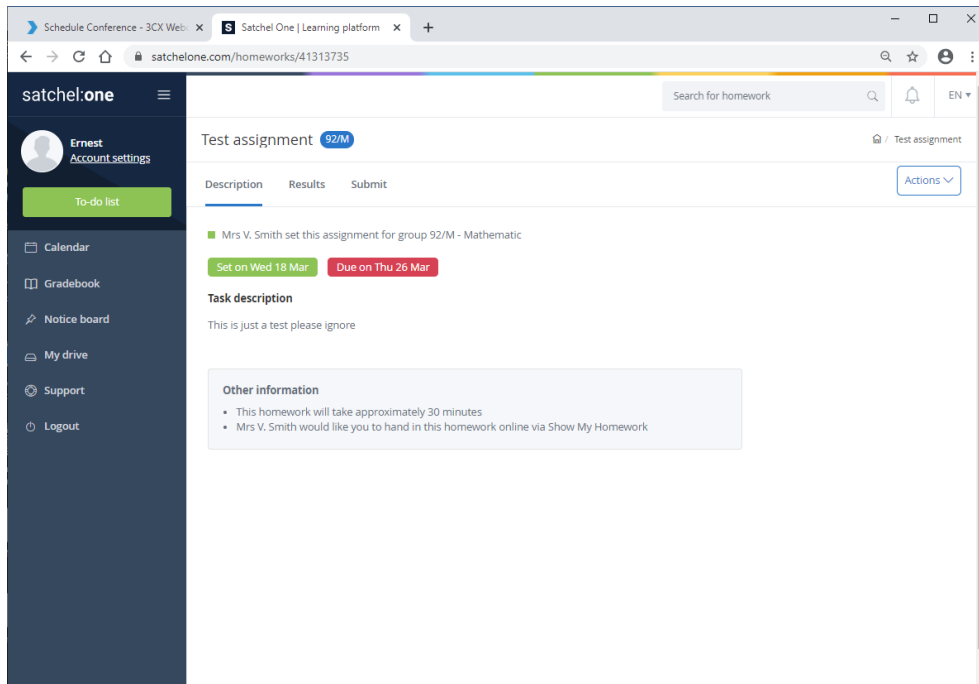 Schedule Conference - 3CX Web
Satchel One | Learning platform
satchelone.com/homeworks/41313735
satchel:one
Search for homework
EN
Ernest
Account settings
To-do list
Calendar
Gradebook
Notice board
My drive
Support
Logout
Test assignment 92/M
/ Test assignment
Description Results Submit
Actions
Mrs V. Smith set this assignment for group 92/M - Mathematic
Set on Wed 18 Mar Due on Thu 26 Mar
Task description
This is just a test please ignore
Other information
• This homework will take approximately 30 minutes
• Mrs V. Smith would like you to hand in this homework online via Show My Homework